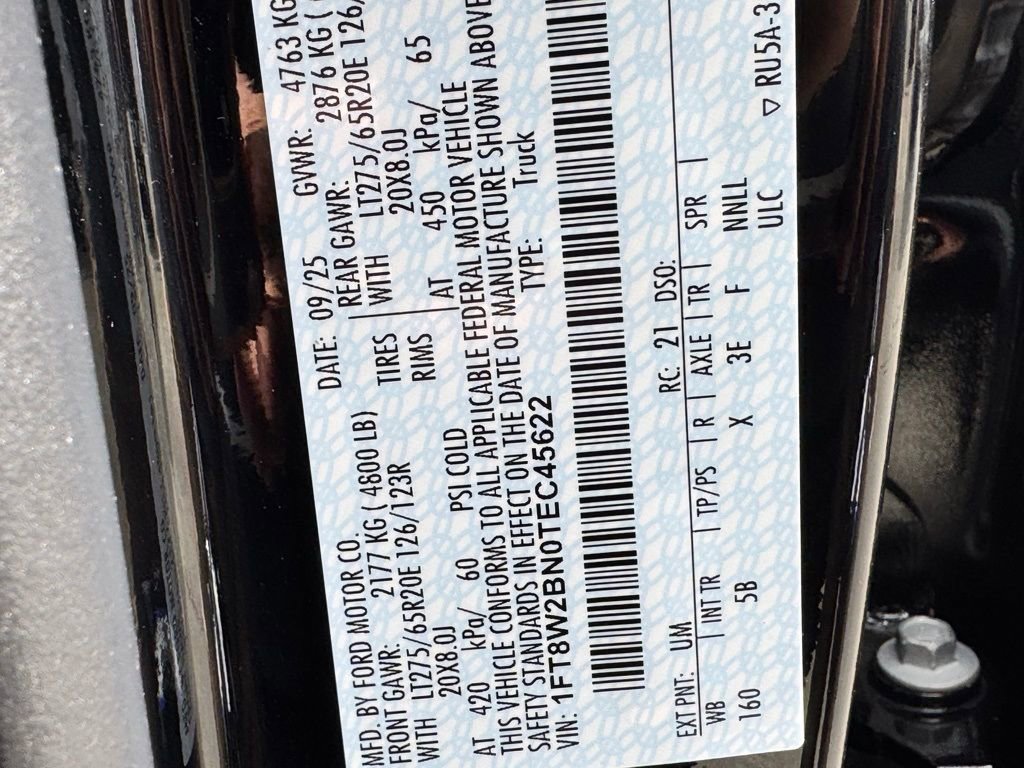 MFD. BY FORD MOTOR CO. DATE: 09/25 GVWR: 4763 KG
FRONT GAWR: 2177 KG ( 4800 LB) REAR GAWR: 2876 KG (
WITH LT275/65R20E 126/123R TIRES WITH LT275/65R20E 126/
20X8.0J RIMS 20X8.0J
AT 420 kPa/ 60 PSI COLD AT 450 kPa/ 65
THIS VEHICLE CONFORMS TO ALL APPLICABLE FEDERAL MOTOR VEHICLE
SAFETY STANDARDS IN EFFECT ON THE DATE OF MANUFACTURE SHOWN ABOVE
VIN: 1FT8W2BN0TEC45622 TYPE: Truck
EXT PNT: UM RC: 21 DSO:
WB | INT TR | TP/PS | R | AXLE | TR | SPR |
160 5B X 3E F NNLL
ULC
▽ RU5A-3